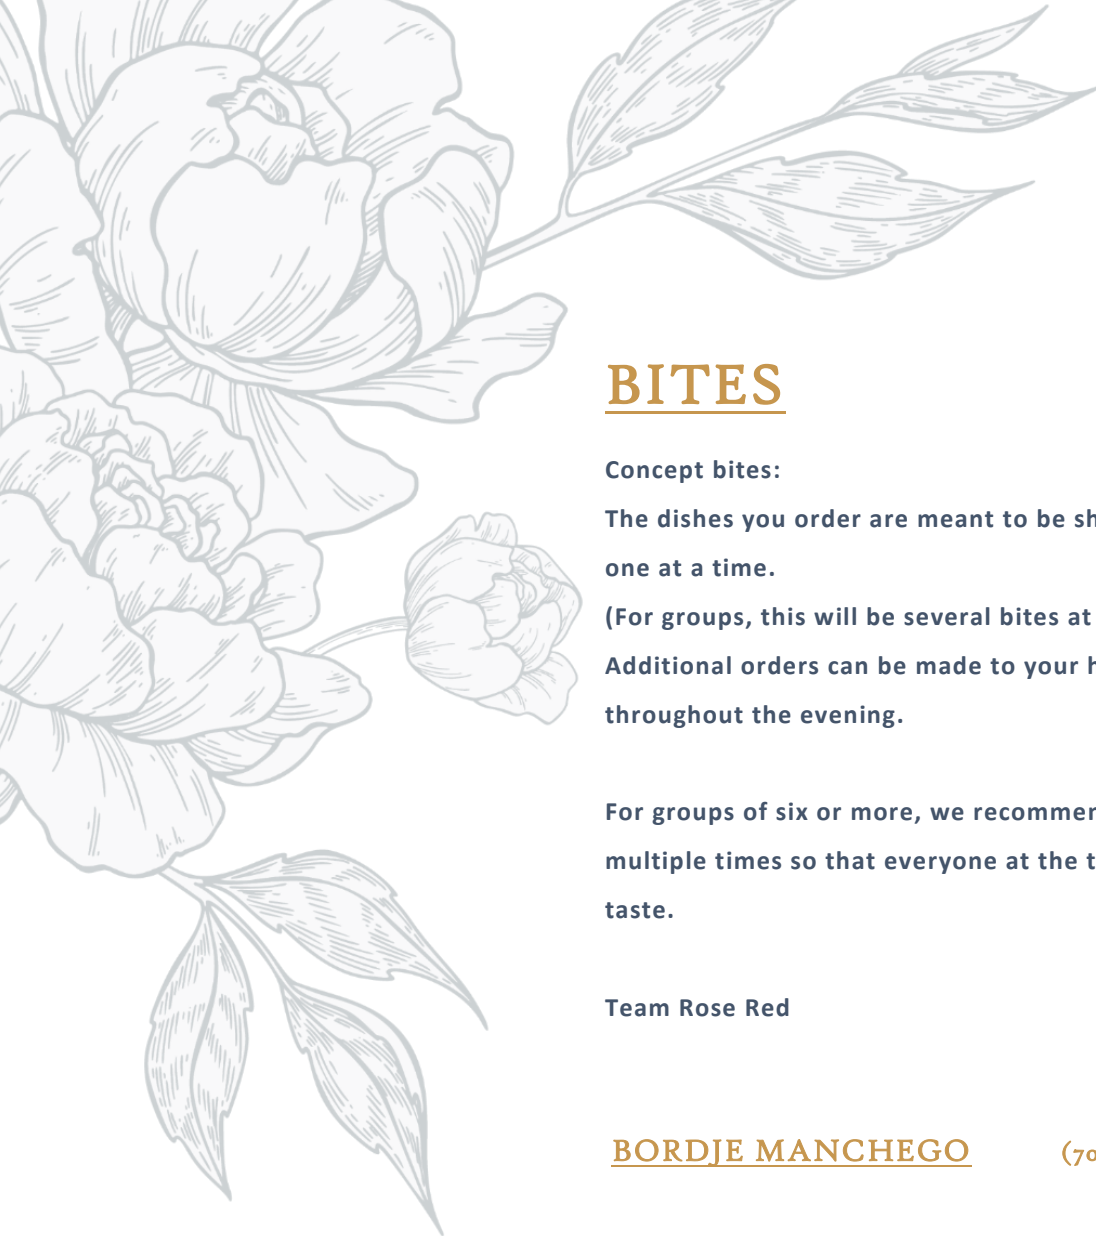 BITES
Concept bites:
The dishes you order are meant to be
one at a time.
(For groups, this will be several bites at
Additional orders can be made to your
throughout the evening.
For groups of six or more, we
multiple times so that everyone at the
taste.
Team Rose Red
BORDJE MANCHEGO